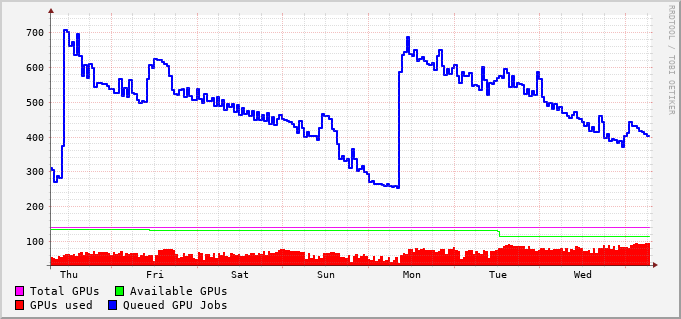 700
600
500
400
300
200
100
Thu Fri Sat Sun Mon Tue Wed
Total GPUs Available GPUs
GPUs used Queued GPU Jobs
RRDTOOL / TOBI OETIKER